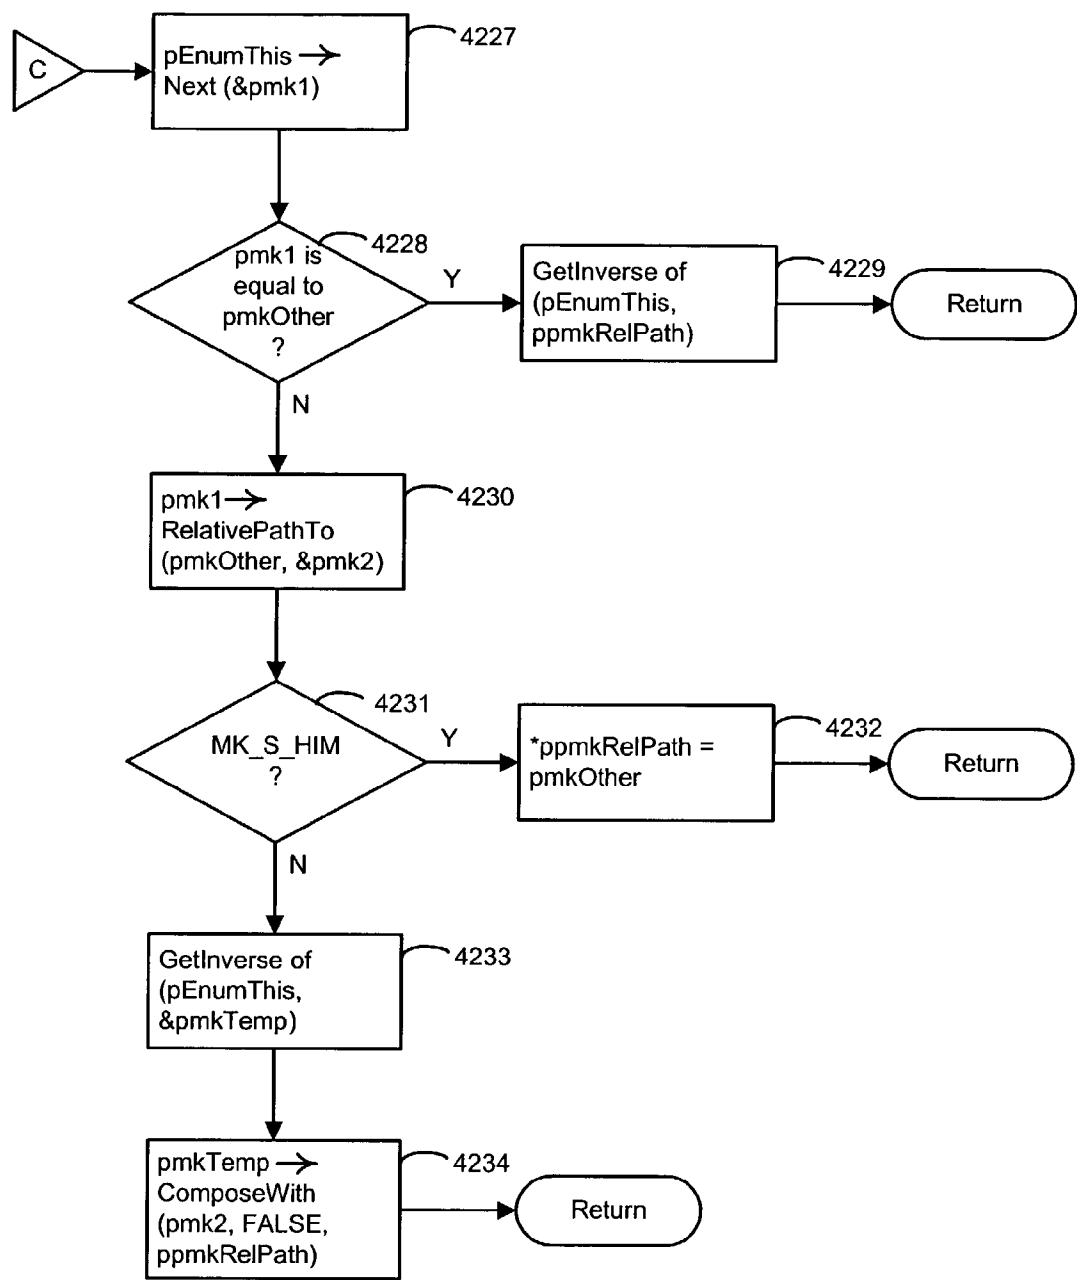 C
pEnumThis →
Next (&pmk1)
4227
pmk1 is
equal to
pmkOther
?
4228
Y
N
GetInverse of
(pEnumThis,
ppmkRelPath)
4229
Return
pmk1→
RelativePathTo
(pmkOther, &pmk2)
4230
MK_S_HIM
?
4231
Y
N
*ppmkRelPath =
pmkOther
4232
Return
GetInverse of
(pEnumThis,
&pmkTemp)
4233
pmkTemp →
ComposeWith
(pmk2, FALSE,
ppmkRelPath)
4234
Return